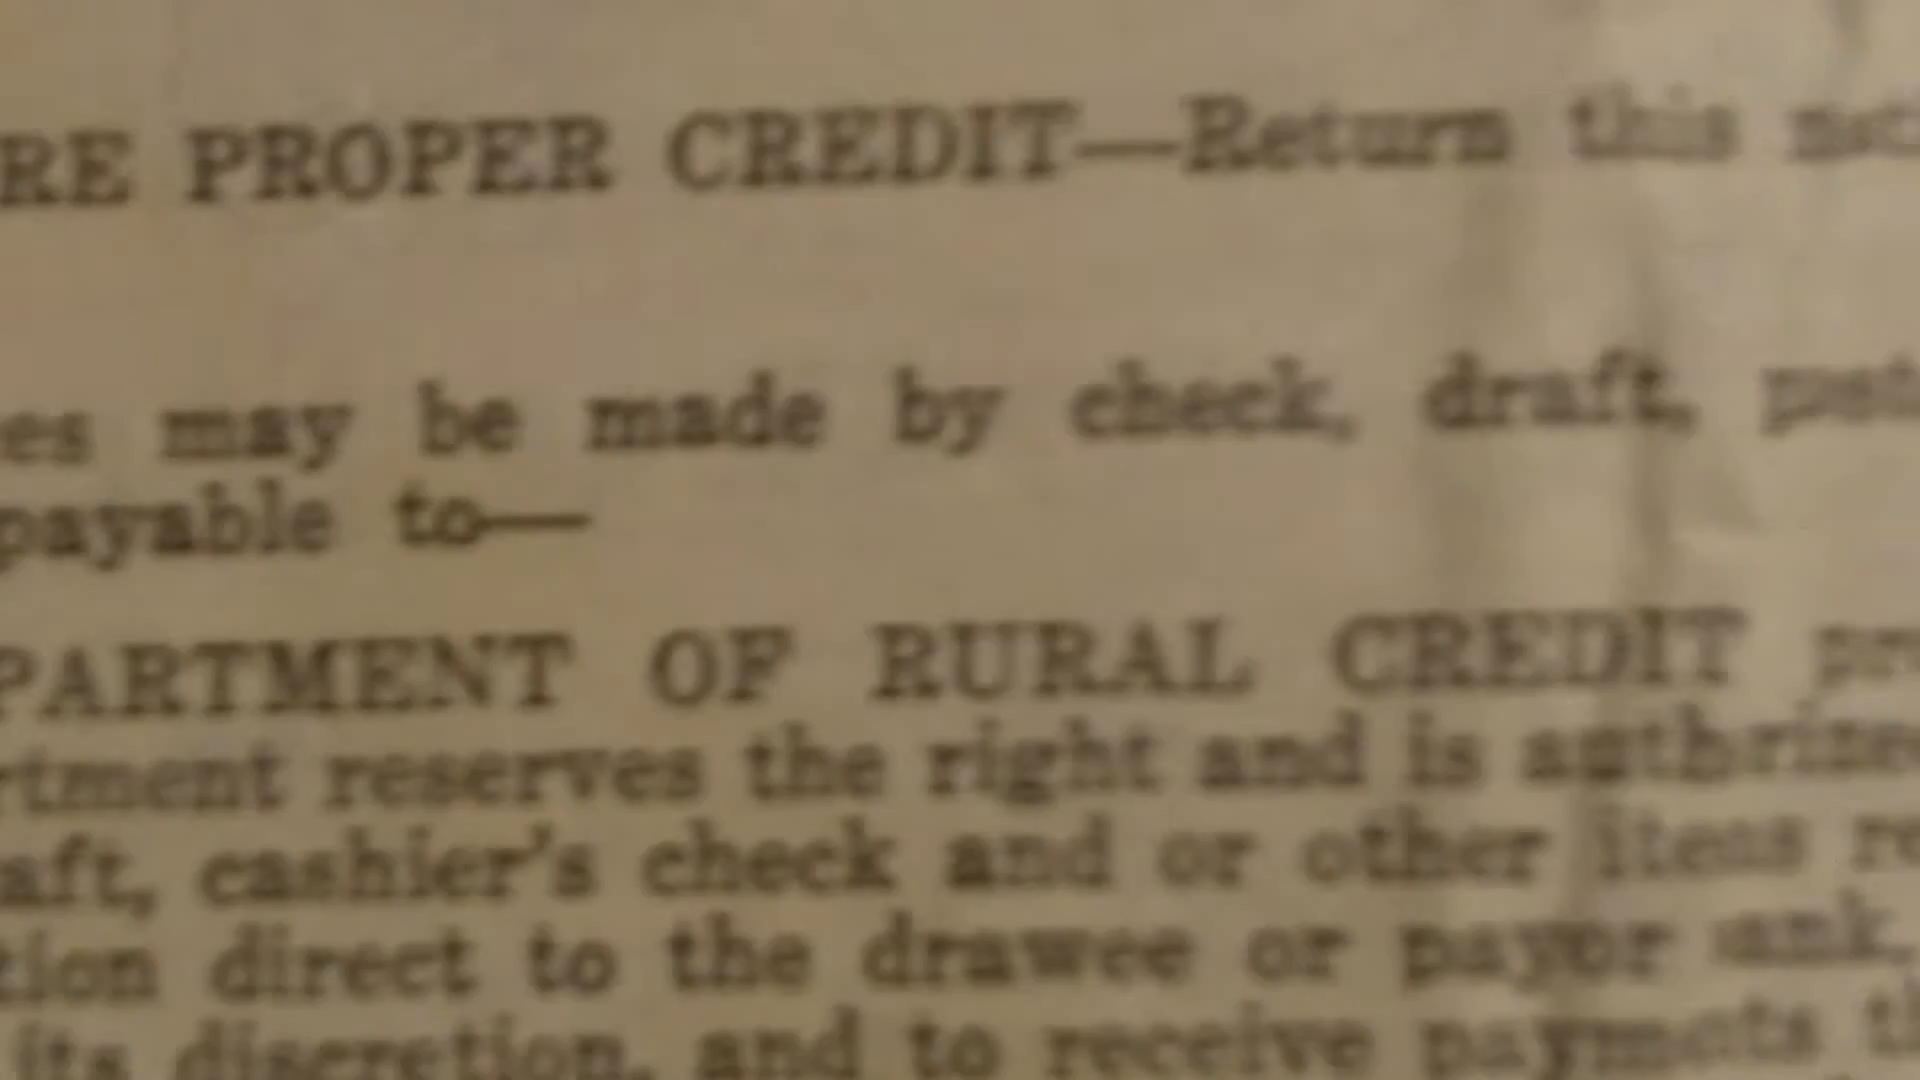 RE PROPER CREDIT—Return this
es may be made by check, draft,
payable to—
PARTMENT OF RURAL CREDIT
rtment reserves the right and is
aft, cashier's check and or other items
tion direct to the drawee or payor
its discretion, and to receive